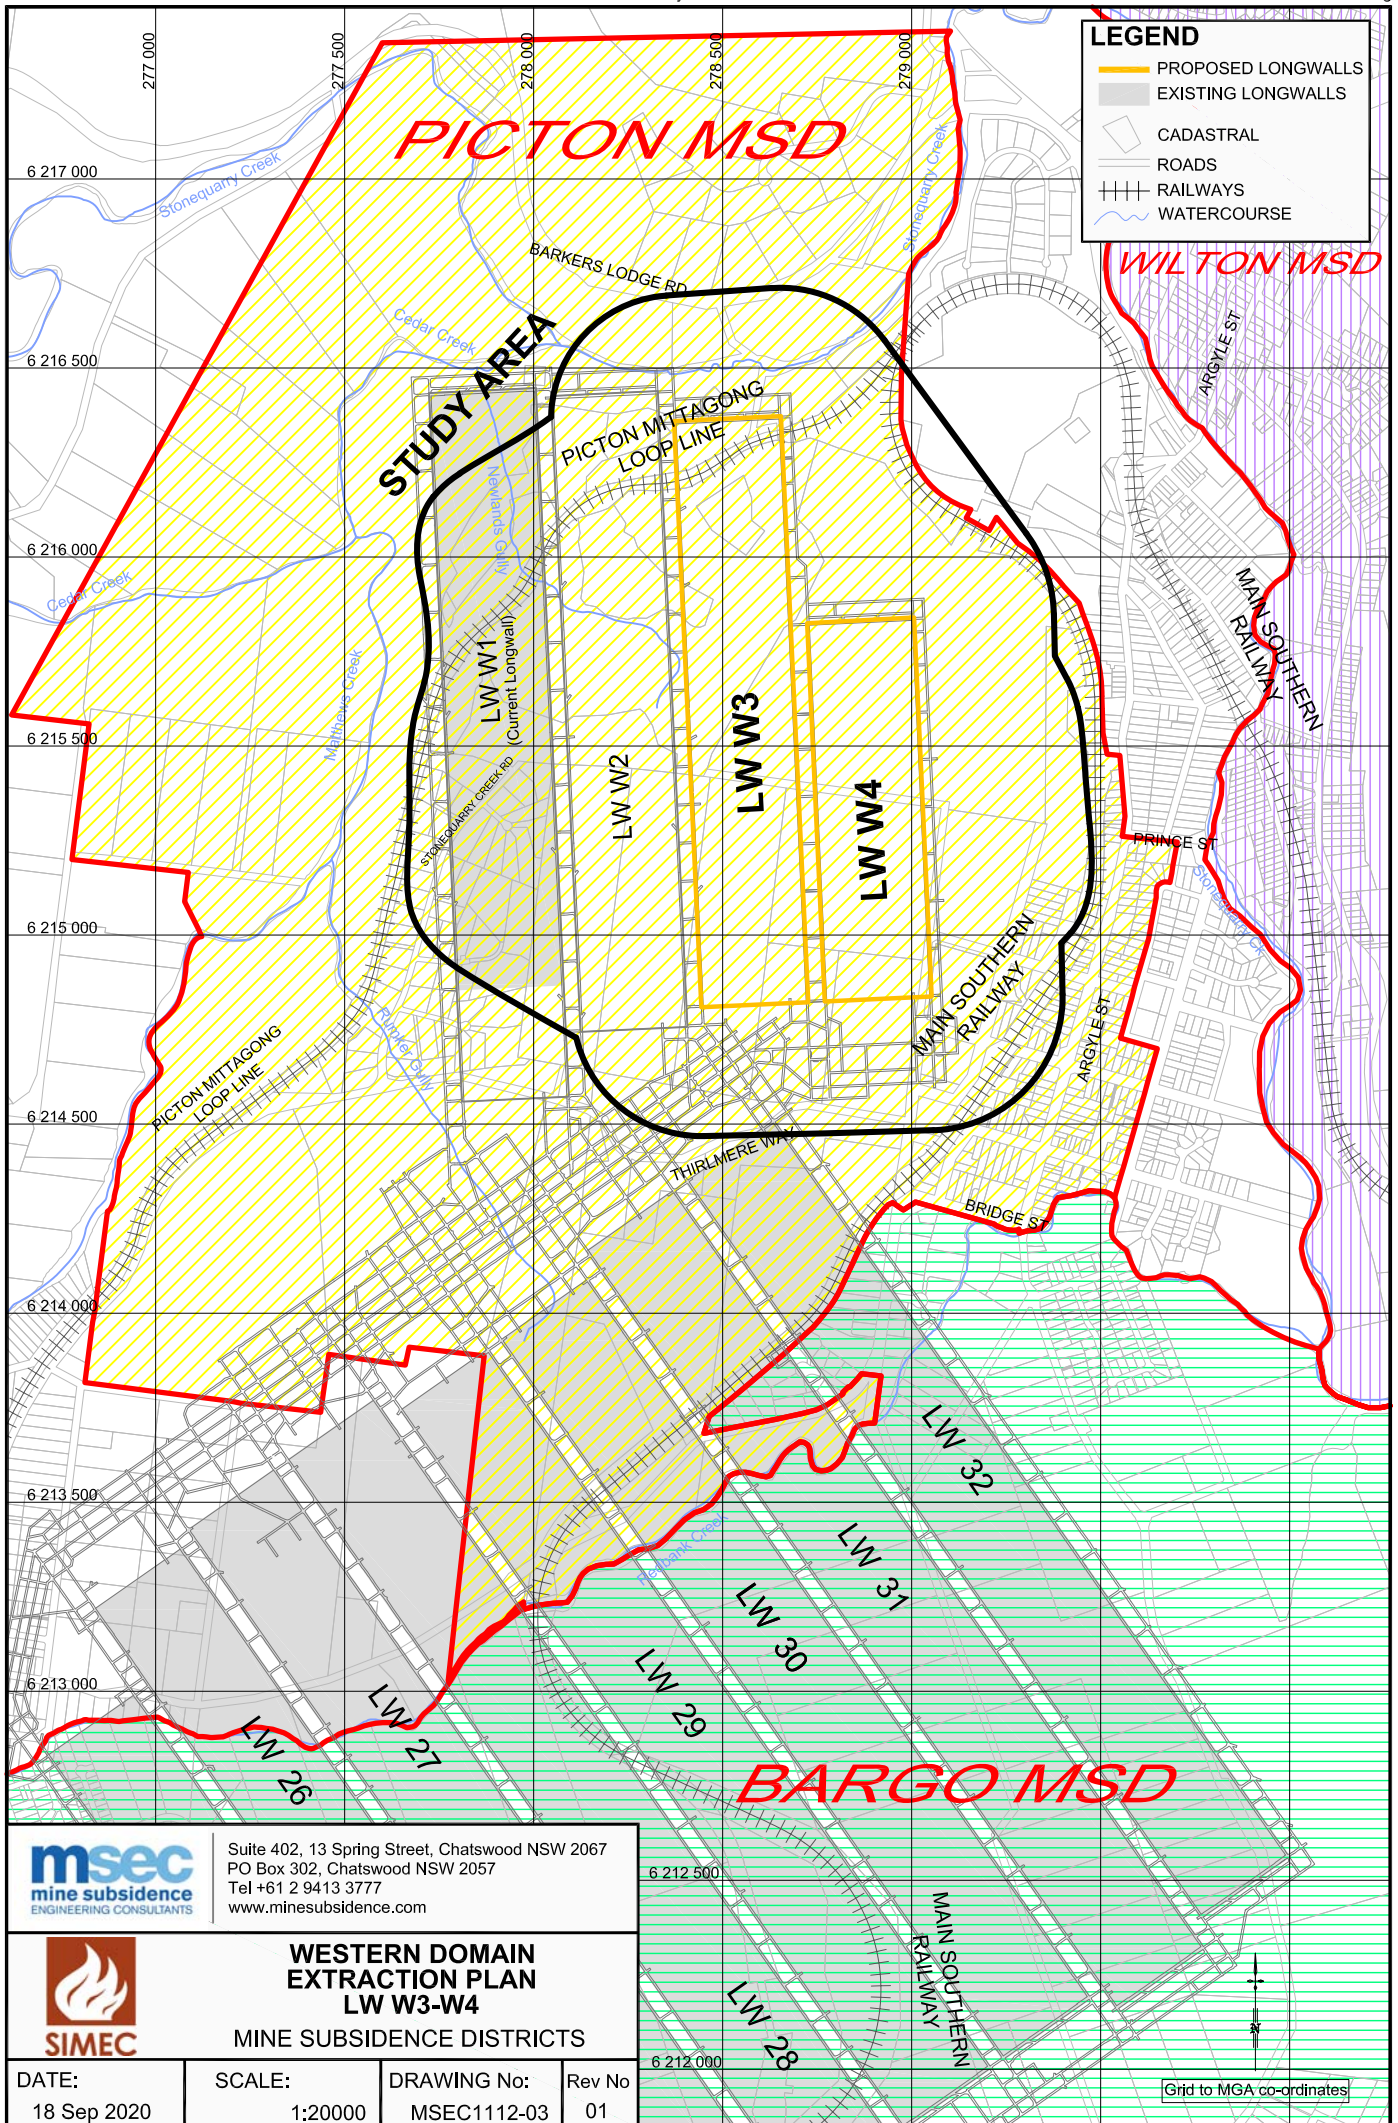 277 000
277 500
278 000
278 500
279 000
LEGEND
PROPOSED LONGWALLS
EXISTING LONGWALLS
CADASTRAL
ROADS
RAILWAYS
WATERCOURSE
PICTON MSD
WILTON MSD
6 217 000
Stonequarry Creek
Stonequarry Creek
BARKERS LODGE RD
ARGYLE ST
Cedar Creek
6 216 500
STUDY AREA
PICTON MITTAGONG
LOOP LINE
Newlands Gully
6 216 000
Cedar Creek
MAIN SOUTHERN
RAILWAY
LW W1
(Current Longwall)
Matthews Creek
6 215 500
STONEQUARRY CREEK RD
LW W2
LW W3
LW W4
PRINCE ST
Stonequarry Ck
6 215 000
MAIN SOUTHERN
RAILWAY
ARGYLE ST
Rumker Gully
PICTON MITTAGONG
LOOP LINE
6 214 500
THIRLMERE WAY
BRIDGE ST
6 214 000
LW 32
6 213 500
Redbank Creek
LW 31
LW 30
LW 29
6 213 000
LW 27
LW 26
BARGO MSD
msec
mine subsidence
ENGINEERING CONSULTANTS
Suite 402, 13 Spring Street, Chatswood NSW 2067
PO Box 302, Chatswood NSW 2057
Tel +61 2 9413 3777
www.minesubsidence.com
6 212 500
MAIN SOUTHERN
RAILWAY
LW 28
6 212 000
SIMEC
WESTERN DOMAIN
EXTRACTION PLAN
LW W3-W4
MINE SUBSIDENCE DISTRICTS
DATE:
18 Sep 2020
SCALE:
1:20000
DRAWING No:
MSEC1112-03
Rev No
01
N
Grid to MGA co-ordinates